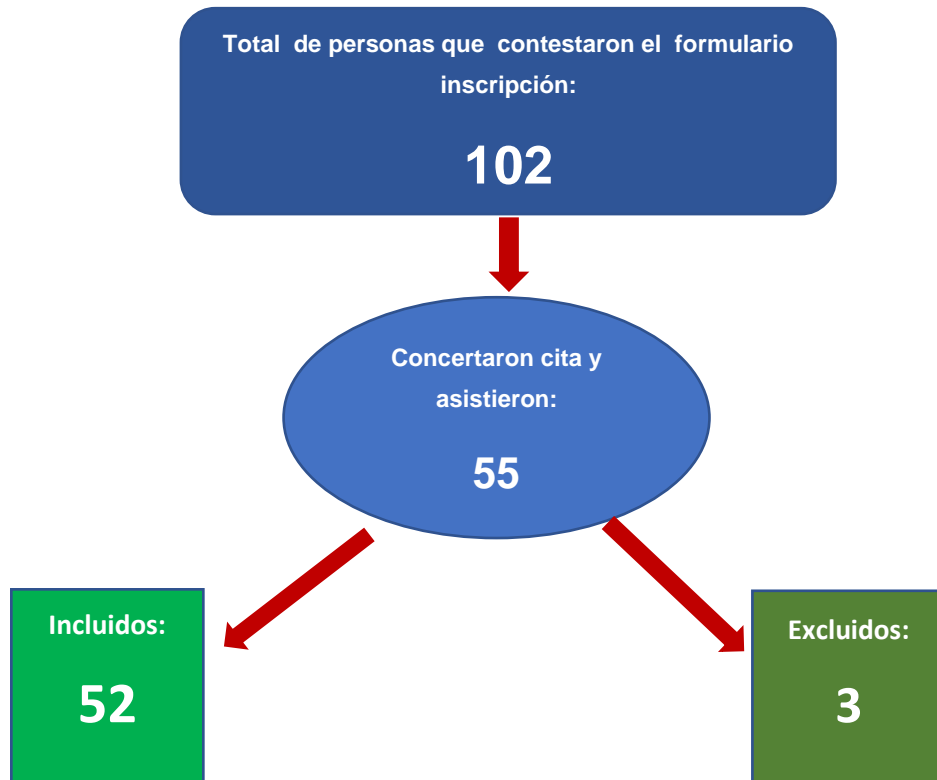 Total de personas que contestaron el formulario
inscripción:
102
Concertaron cita y
asistieron:
55
Incluidos:
52
Excluidos:
3